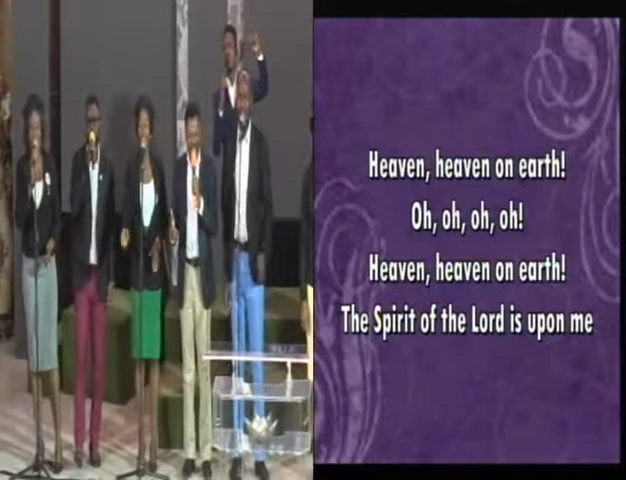 Heaven, heaven on earth!
Oh, oh, oh, oh!
Heaven, heaven on earth!
The Spirit of the Lord is upon me